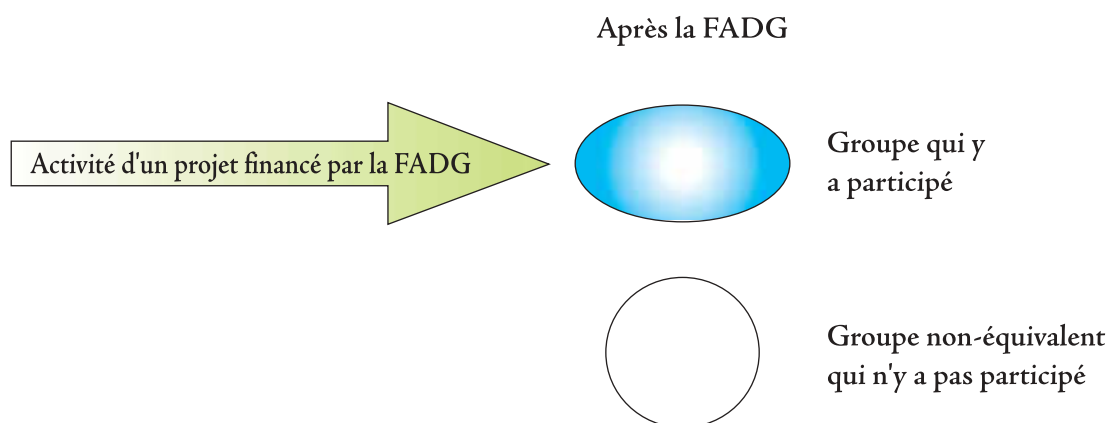 Après la FADG
Activité d'un projet financé par la FADG
Groupe qui y
a participé
Groupe non-équivalent
qui n'y a pas participé